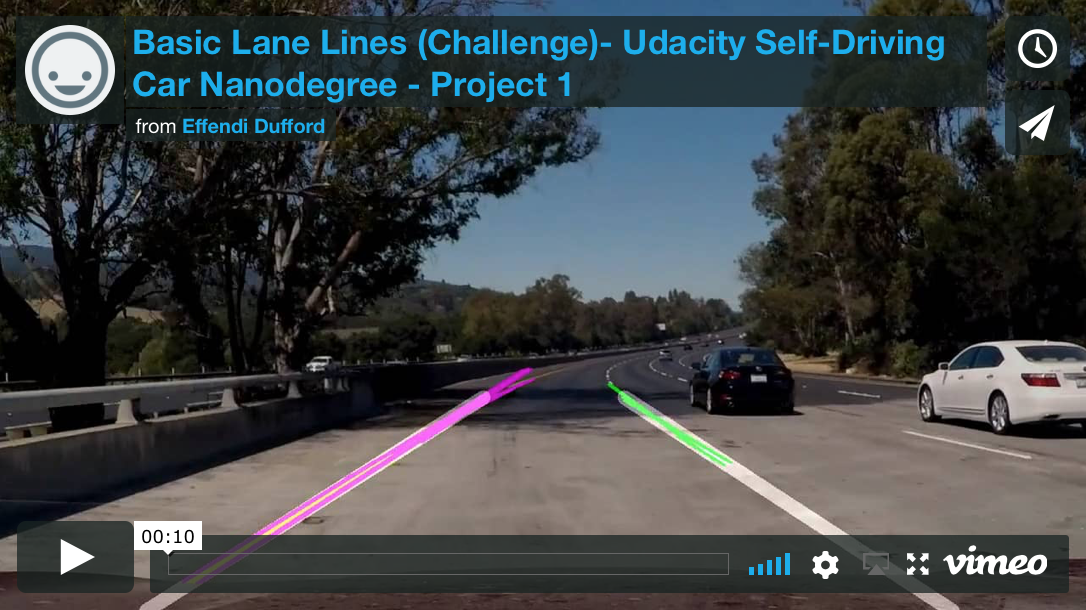 Basic Lane Lines (Challenge)- Udacity Self-Driving
Car Nanodegree - Project 1
from Effendi Dufford
00:10
vimeo